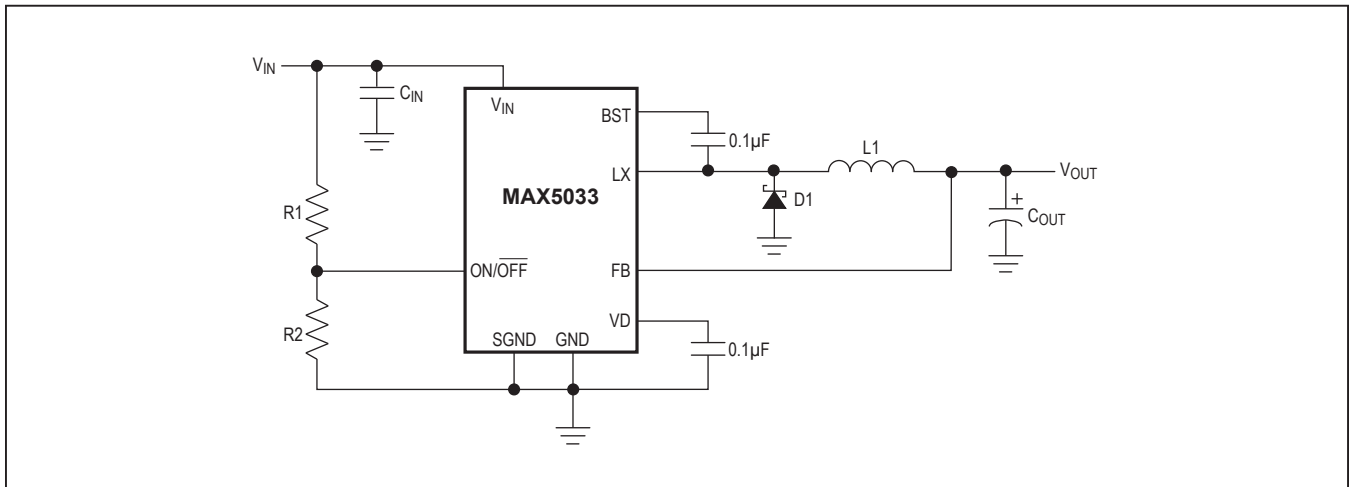 VIN
CIN
VIN
BST
0.1µF
L1
LX
VOUT
MAX5033
D1
+
COUT
R1
ON/OFF
FB
R2
VD
SGND GND
0.1µF